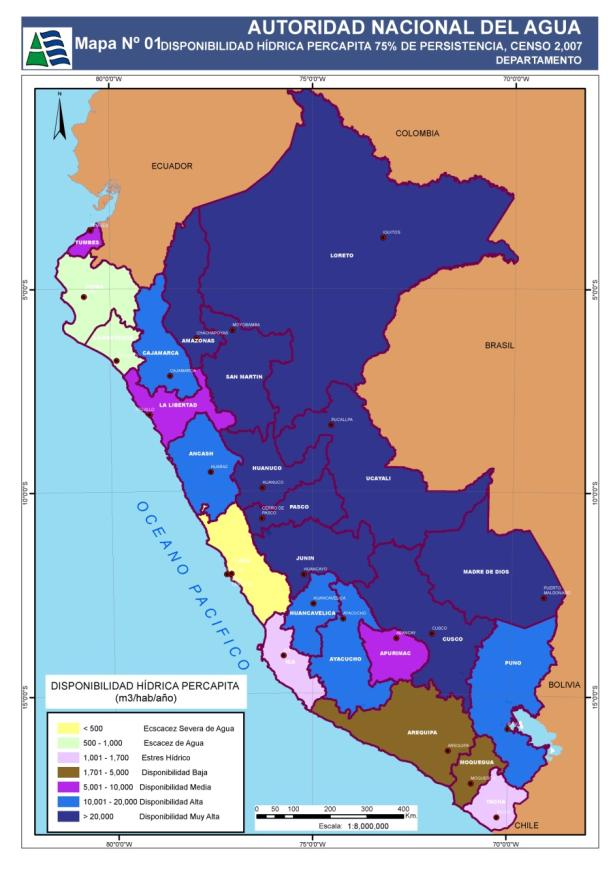 AUTORIDAD NACIONAL DEL AGUA
Mapa Nº 01 DISPONIBILIDAD HÍDRICA PERCAPITA 75% DE PERSISTENCIA, CENSO 2,007
DEPARTAMENTO
80°0'0"W 75°0'0"W 70°0'0"W
N
COLOMBIA
ECUADOR
TUMBES
IQUITOS
LORETO
5°0'0"S 5°0'0"S
MOYOBAMBA
CHACHAPOYAS
AMAZONAS
BRASIL
CAJAMARCA
CAJAMARCA
SAN MARTIN
LA LIBERTAD
PUCALLPA
ANCASH
HUARAZ
HUANUCO
UCAYALI
HUANUCO
10°0'0"S 10°0'0"S
PASCO
CERRO DE
PASCO
OCEANO PACIFICO
JUNIN
HUANCAYO
MADRE DE DIOS
PUERTO
MALDONADO
HUANCAVELICA
HUANCAVELICA
AYACUCHO
CUSCO
CUSCO
ABANCAY
APURIMAC
AYACUCHO
ICA
PUNO
BOLIVIA
DISPONIBILIDAD HÍDRICA PERCAPITA
(m3/hab/año)
15°0'0"S 15°0'0"S
< 500 Ecscacez Severa de Agua
500 - 1,000 Escacez de Agua
1,001 - 1,700 Estres Hídrico
1,701 - 5,000 Disponibilidad Baja
5,001 - 10,000 Disponibilidad Media
10,001 - 20,000 Disponibilidad Alta
> 20,000 Disponibilidad Muy Alta
AREQUIPA
AREQUIPA
MOQUEGUA
TACNA
0 50 100 200 300 400
Km.
Escala: 1:8,000,000
CHILE
80°0'0"W 75°0'0"W 70°0'0"W